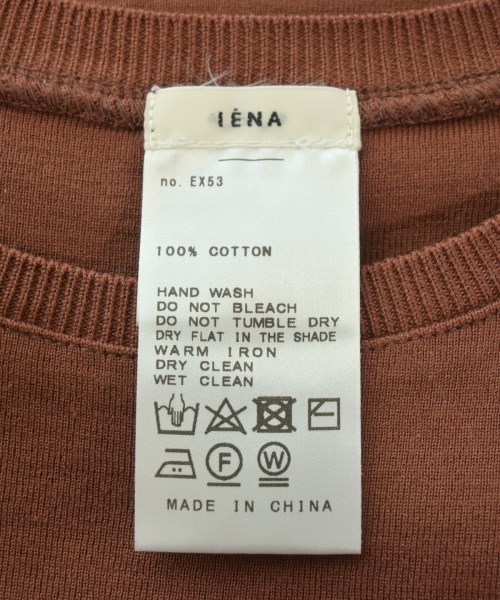 IÉNA
no. EX53
100% COTTON
HAND WASH
DO NOT BLEACH
DO NOT TUMBLE DRY
DRY FLAT IN THE SHADE
WARM IRON
DRY CLEAN
WET CLEAN
F W
MADE IN CHINA